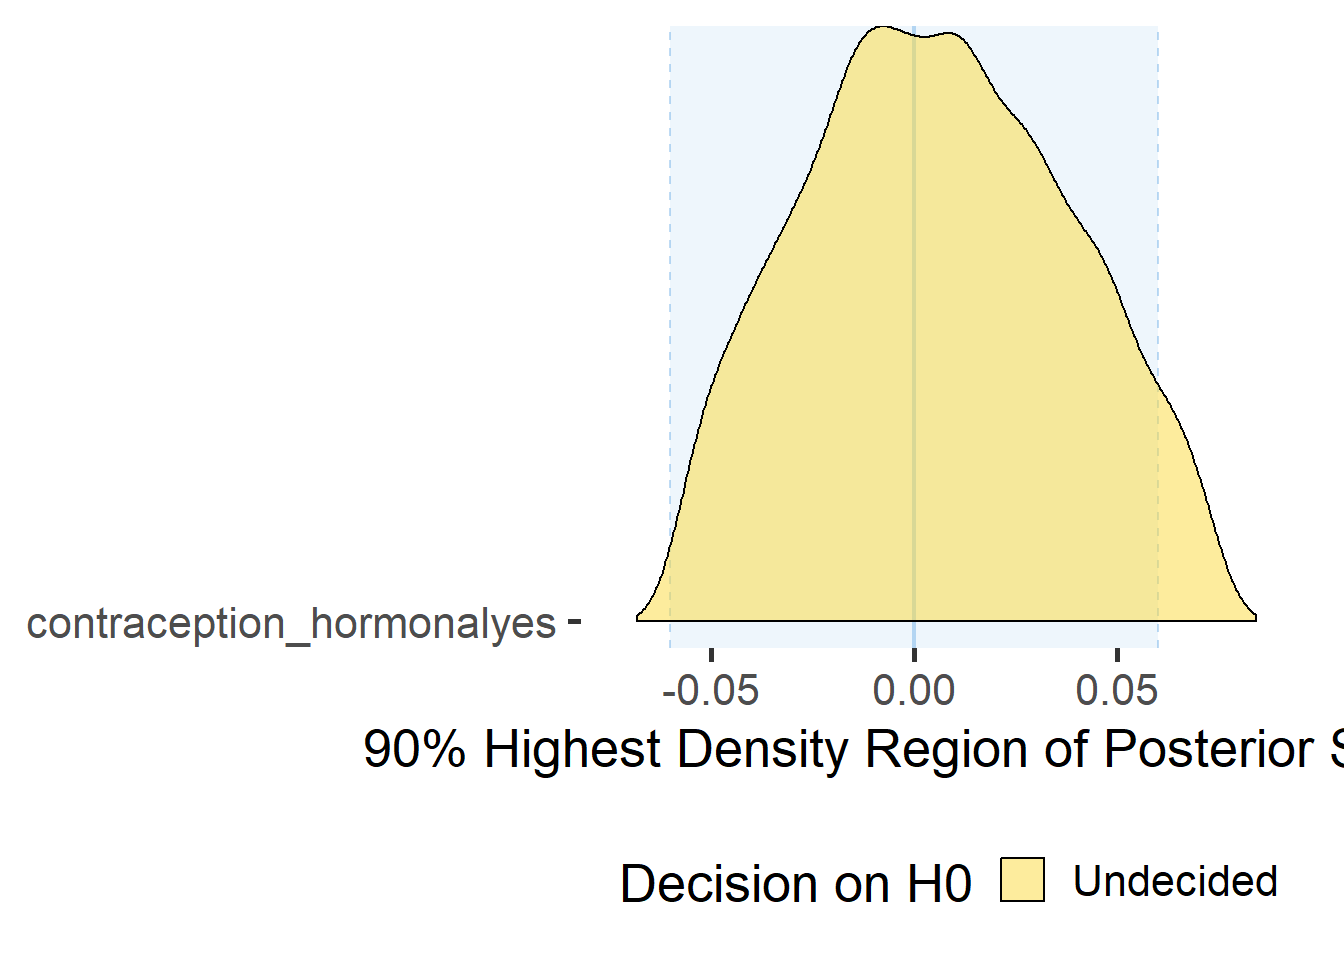 contraception_hormonalyes
-0.05 0.00 0.05
90% Highest Density Region of Posterior S
Decision on H0 Undecided